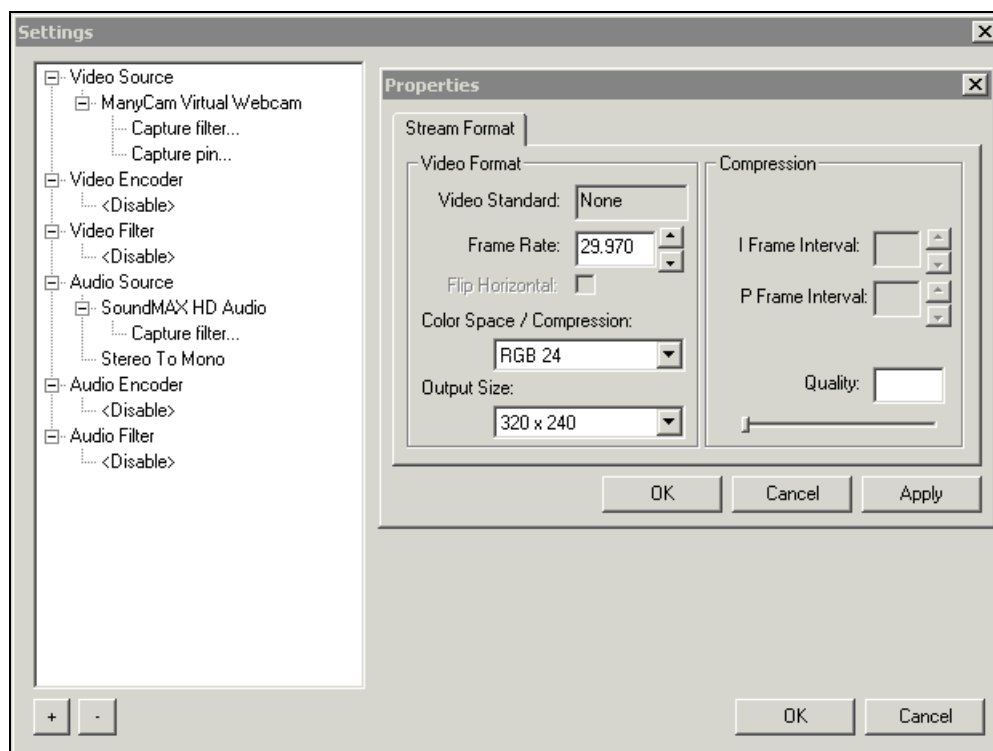 Settings
Video Source
ManyCam Virtual Webcam
Capture filter...
Capture pin...
Video Encoder
<Disable>
Video Filter
<Disable>
Audio Source
SoundMAX HD Audio
Capture filter...
Stereo To Mono
Audio Encoder
<Disable>
Audio Filter
<Disable>
+
-
Properties
Stream Format
Video Format
Video Standard: None
Frame Rate: 29.970
Flip Horizontal:
Color Space / Compression:
RGB 24
Output Size:
320 x 240
Compression
I Frame Interval:
P Frame Interval:
Quality:
OK Cancel Apply
OK Cancel